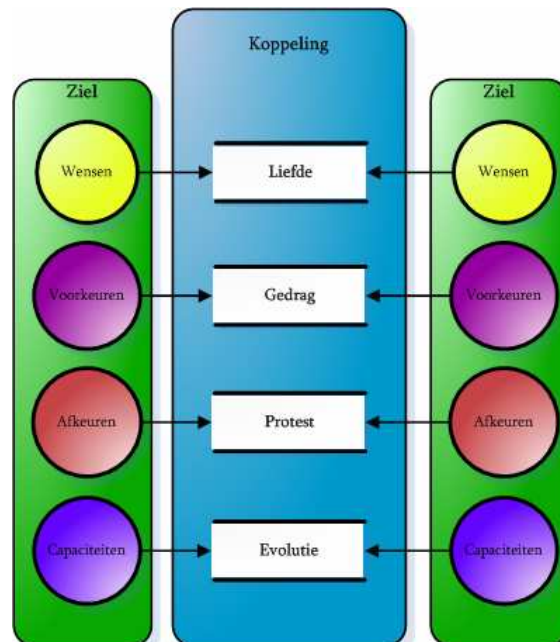 Koppeling
Ziel
Ziel
Wensen
Liefde
Wensen
Voorkeuren
Gedrag
Voorkeuren
Afkeuren
Protest
Afkeuren
Capaciteiten
Evolutie
Capaciteiten